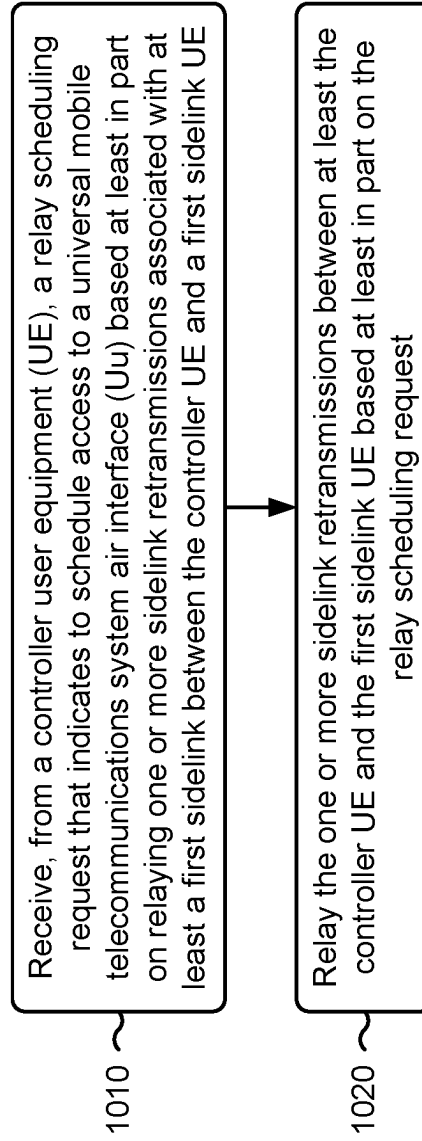 Receive, from a controller user equipment (UE), a relay scheduling
request that indicates to schedule access to a universal mobile
telecommunications system air interface (Uu) based at least in part
on relaying one or more sidelink retransmissions associated with at
least a first sidelink between the controller UE and a first sidelink UE
1010
Relay the one or more sidelink retransmissions between at least the
controller UE and the first sidelink UE based at least in part on the
relay scheduling request
1020